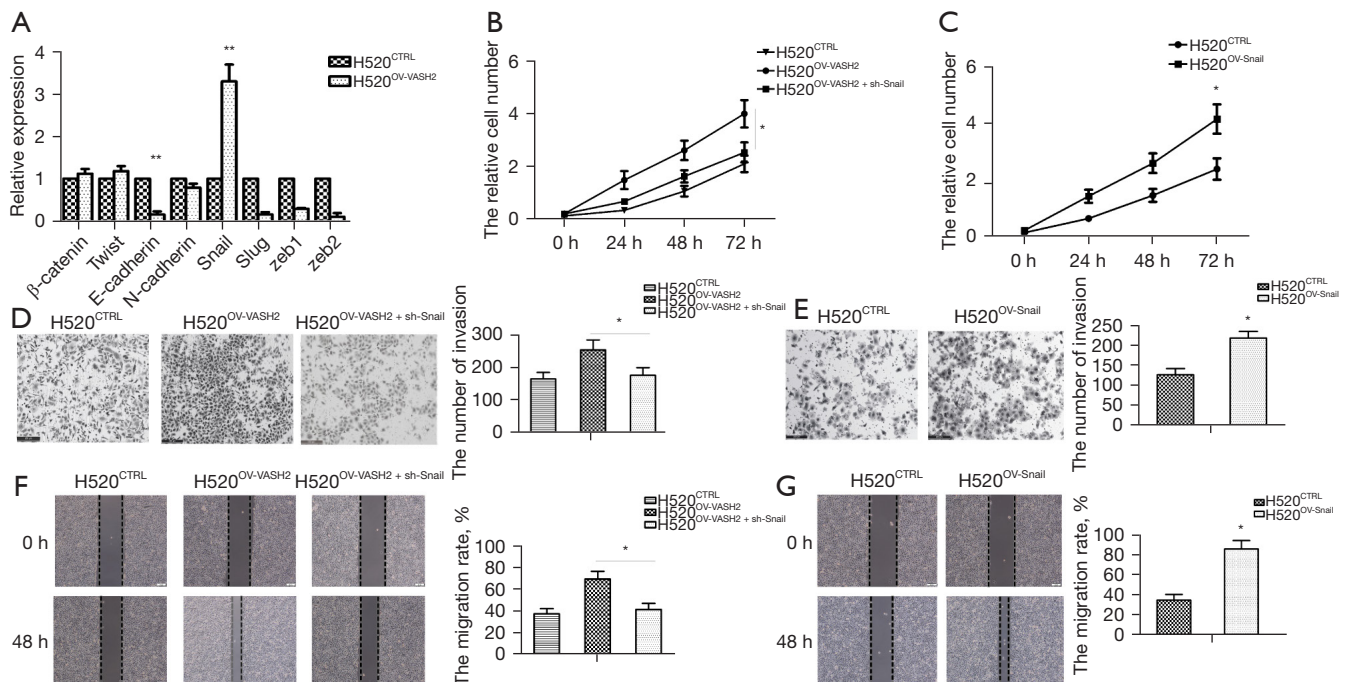 A
Relative expression
4
3
2
1
0
**
**
H520CTRL
H520OV-VASH2
β-catenin
Twist
E-cadherin
N-cadherin
Snail
Slug
zeb1
zeb2
B
The relative cell number
6
4
2
0
0 h
24 h
48 h
72 h
*
H520CTRL
H520OV-VASH2
H520OV-VASH2 + sh-Snail
C
The relative cell number
6
4
2
0
0 h
24 h
48 h
72 h
*
H520CTRL
H520OV-Snail
D
H520CTRL
H520OV-VASH2
H520OV-VASH2 + sh-Snail
The number of invasion
300
200
100
0
*
H520CTRL
H520OV-VASH2
H520OV-VASH2 + sh-Snail
E
H520CTRL
H520OV-Snail
The number of invasion
250
200
150
100
50
0
*
H520CTRL
H520OV-Snail
F
H520CTRL
H520OV-VASH2
H520OV-VASH2 + sh-Snail
0 h
48 h
The migration rate, %
100
80
60
40
20
0
*
H520CTRL
H520OV-VASH2
H520OV-VASH2 + sh-Snail
G
H520CTRL
H520OV-Snail
0 h
48 h
The migration rate, %
100
80
60
40
20
0
*
H520CTRL
H520OV-Snail